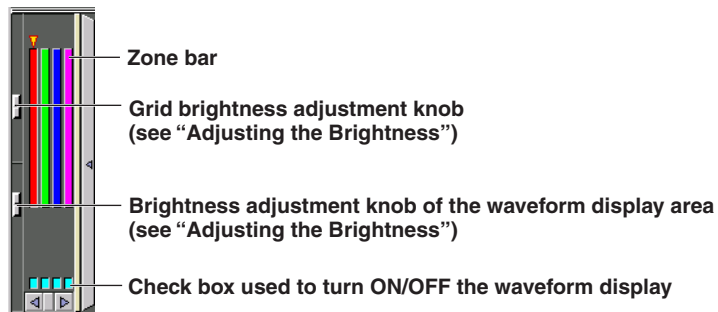 Zone bar
Grid brightness adjustment knob
(see “Adjusting the Brightness”)
Brightness adjustment knob of the waveform display area
(see “Adjusting the Brightness”)
Check box used to turn ON/OFF the waveform display